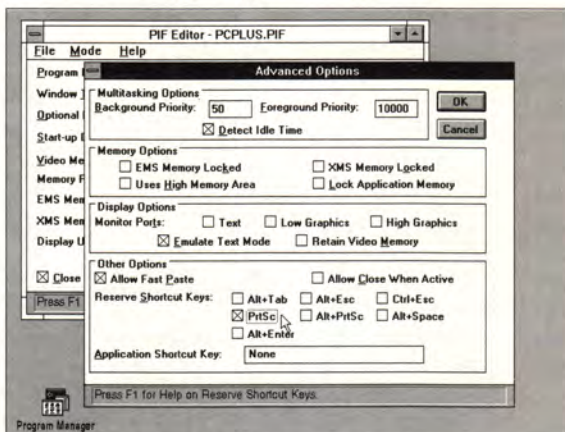 PIF Editor - PCPLUS.PIF
File Mode Help
Program
Window
Optional
Start-up
Video Me
Memory
EMS Mem
XMS Mem
Display U
Close
Press F1
Advanced Options
Multitasking Options
Background Priority: 50 Foreground Priority: 10000
Detect Idle Time
OK
Cancel
Memory Options
EMS Memory Locked XMS Memory Locked
Uses High Memory Area Lock Application Memory
Display Options
Monitor Ports: Text Low Graphics High Graphics
Emulate Text Mode Retain Video Memory
Other Options
Allow Fast Paste Allow Close When Active
Reserve Shortcut Keys: Alt+Tab Alt+Esc Ctrl+Esc
PrtSc Alt+PrtSc Alt+Space
Alt+Enter
Application Shortcut Key: None
Press F1 for Help on Reserve Shortcut Keys.
Program Manager